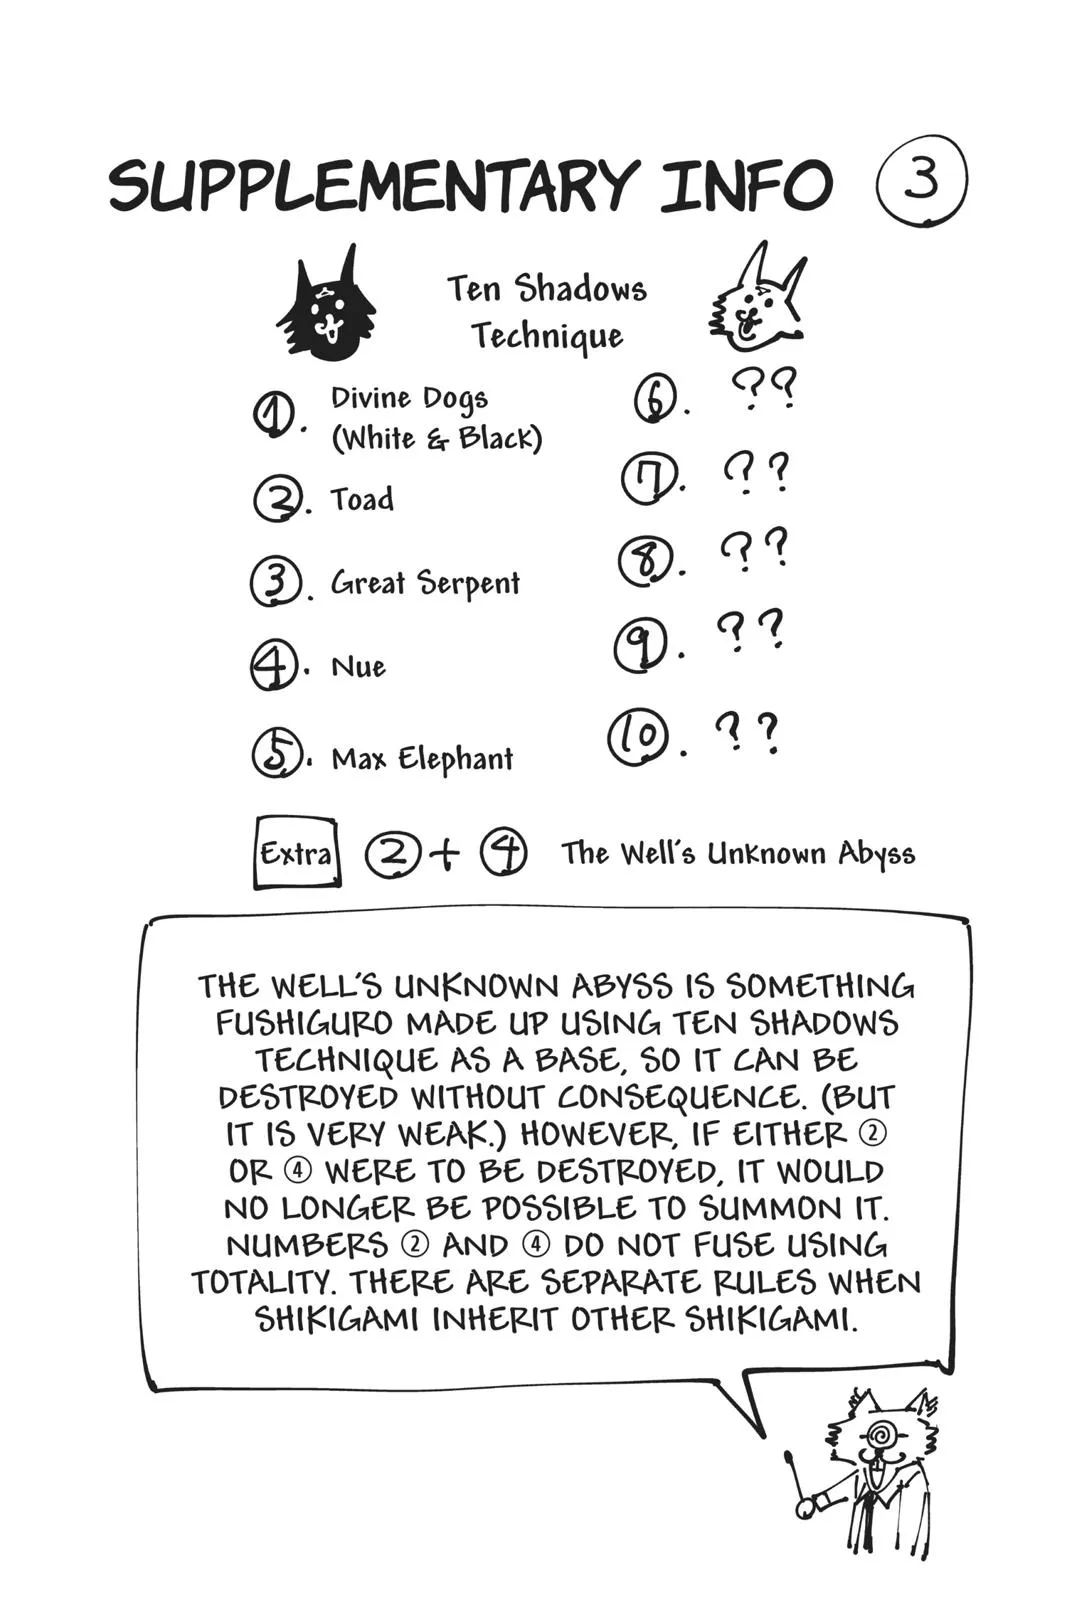 SUPPLEMENTARY INFO ③
Ten Shadows
Technique
①. Divine Dogs
(White & Black)
②. Toad
③. Great Serpent
④. Nue
⑤. Max Elephant
⑥. ??
⑦. ??
⑧. ??
⑨. ??
⑩. ??
Extra ② + ④ The Well's Unknown Abyss
THE WELL'S UNKNOWN ABYSS IS SOMETHING
FUSHIGURO MADE UP USING TEN SHADOWS
TECHNIQUE AS A BASE, SO IT CAN BE
DESTROYED WITHOUT CONSEQUENCE. (BUT
IT IS VERY WEAK.) HOWEVER, IF EITHER ②
OR ④ WERE TO BE DESTROYED, IT WOULD
NO LONGER BE POSSIBLE TO SUMMON IT.
NUMBERS ② AND ④ DO NOT FUSE USING
TOTALITY. THERE ARE SEPARATE RULES WHEN
SHIKIGAMI INHERIT OTHER SHIKIGAMI.